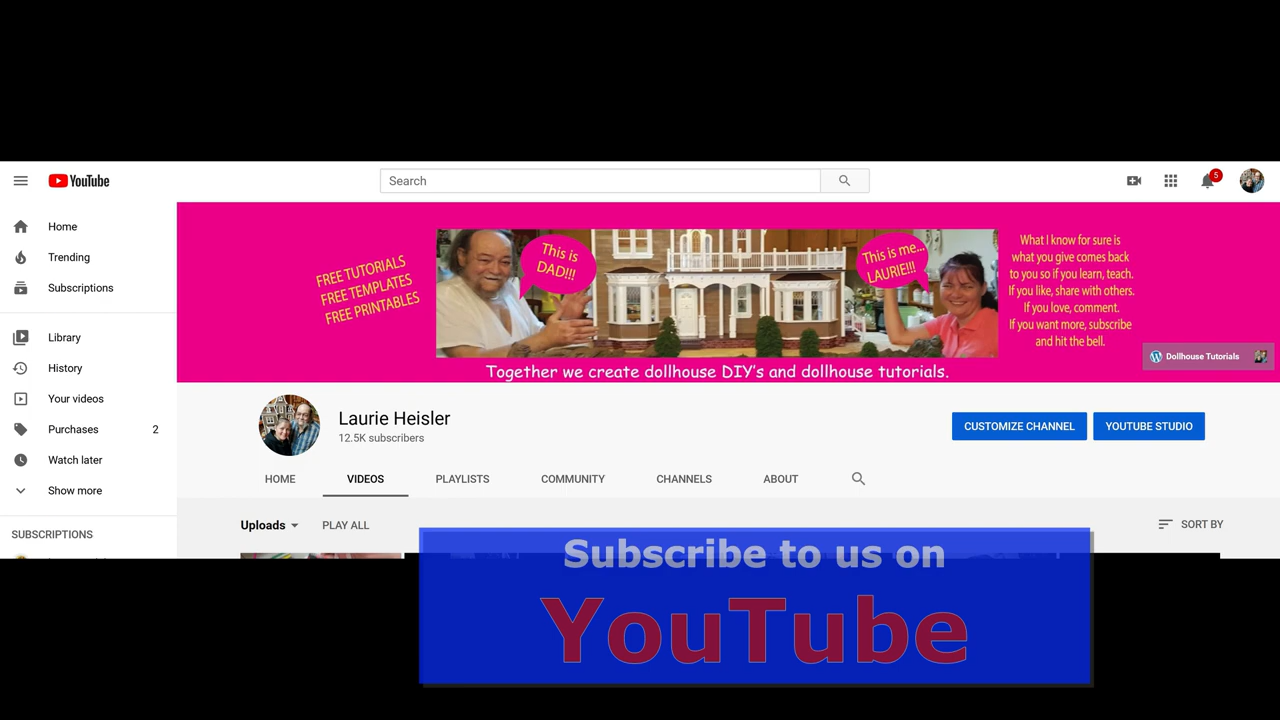 YouTube
Search
5
Home
Trending
Subscriptions
Library
History
Your videos
Purchases 2
Watch later
Show more
SUBSCRIPTIONS
FREE TUTORIALS
FREE TEMPLATES
FREE PRINTABLES
This is
DAD!!!
This is me...
LAURIE!!!
What I know for sure is
what you give comes back
to you so if you learn, teach.
If you like, share with others.
If you love, comment.
If you want more, subscribe
and hit the bell.
Dollhouse Tutorials
Together we create dollhouse DIY's and dollhouse tutorials.
Laurie Heisler
12.5K subscribers
CUSTOMIZE CHANNEL
YOUTUBE STUDIO
HOME VIDEOS PLAYLISTS COMMUNITY CHANNELS ABOUT
Uploads PLAY ALL SORT BY
Subscribe to us on
YouTube